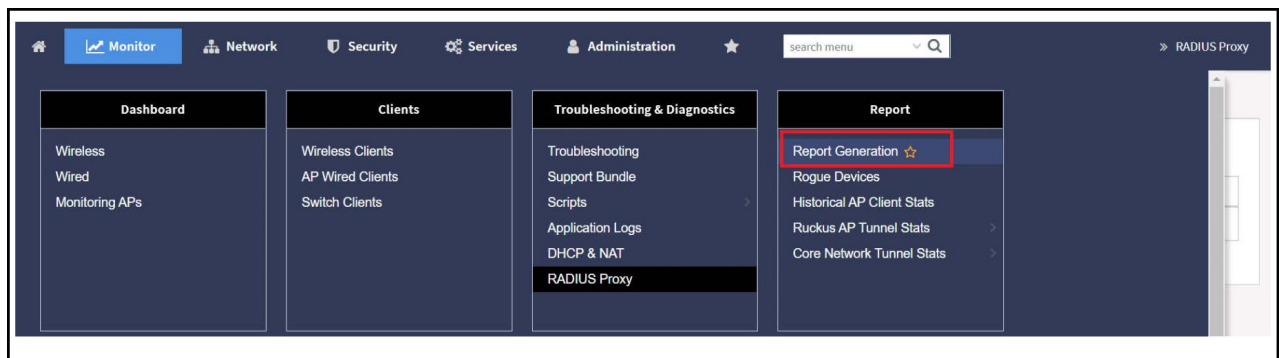 Monitor Network Security Services Administration search menu » RADIUS Proxy
Dashboard
Wireless
Wired
Monitoring APs
Clients
Wireless Clients
AP Wired Clients
Switch Clients
Troubleshooting & Diagnostics
Troubleshooting
Support Bundle
Scripts
Application Logs
DHCP & NAT
RADIUS Proxy
Report
Report Generation
Rogue Devices
Historical AP Client Stats
Ruckus AP Tunnel Stats
Core Network Tunnel Stats